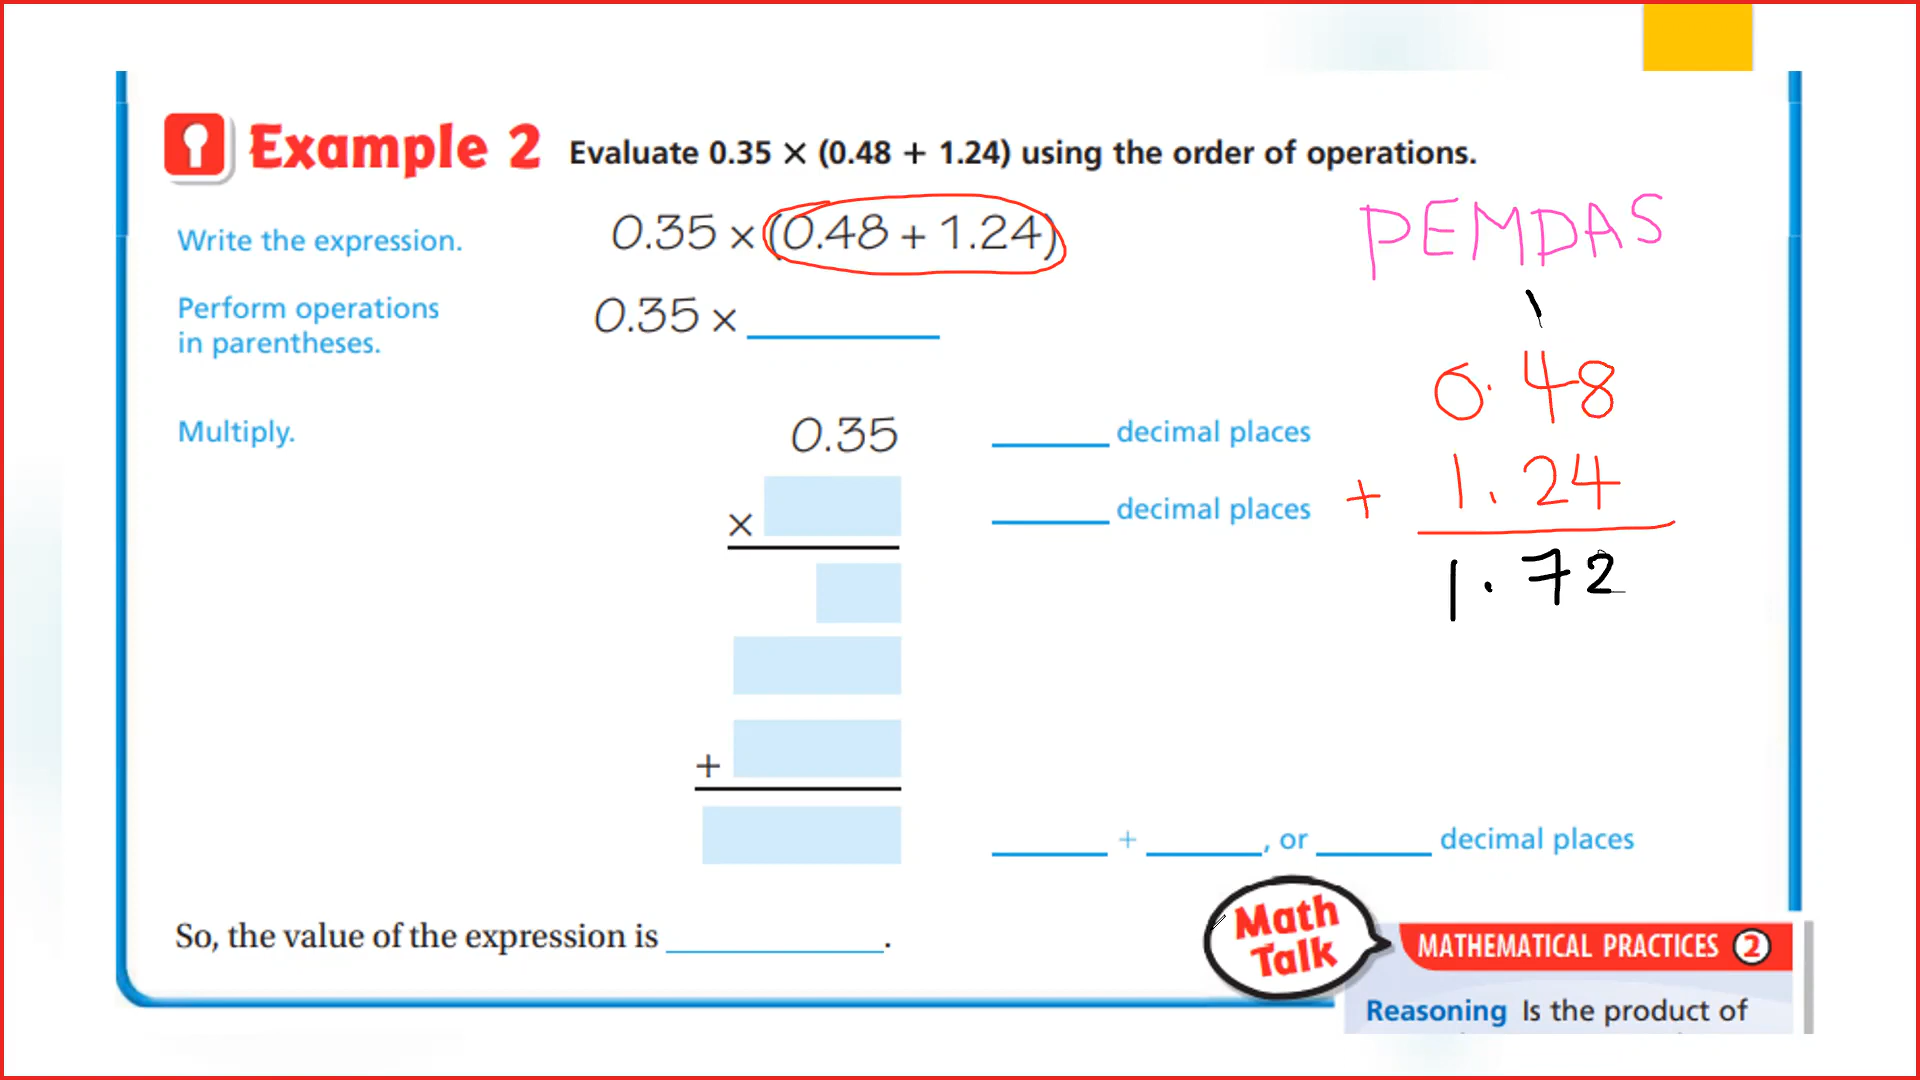 Example 2 Evaluate 0.35 × (0.48 + 1.24) using the order of operations.
Write the expression. 0.35 × (0.48 + 1.24)
PEMDAS
Perform operations
in parentheses.
0.35 ×
1
0.48
+ 1.24
1.72
Multiply. 0.35 decimal places
× decimal places
+
+ , or decimal places
So, the value of the expression is .
Math
Talk
MATHEMATICAL PRACTICES 2
Reasoning Is the product of